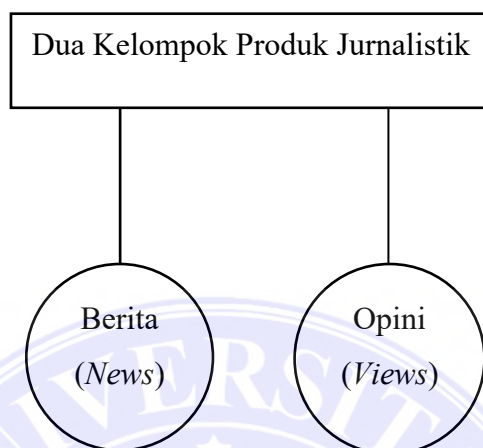 Dua Kelompok Produk Jurnalistik
Berita
(News)
Opini
(Views)